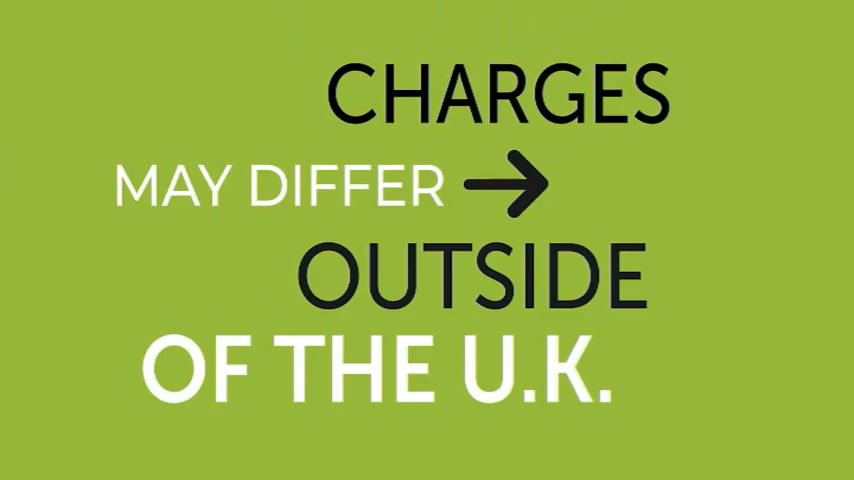 CHARGES
MAY DIFFER →
OUTSIDE
OF THE U.K.